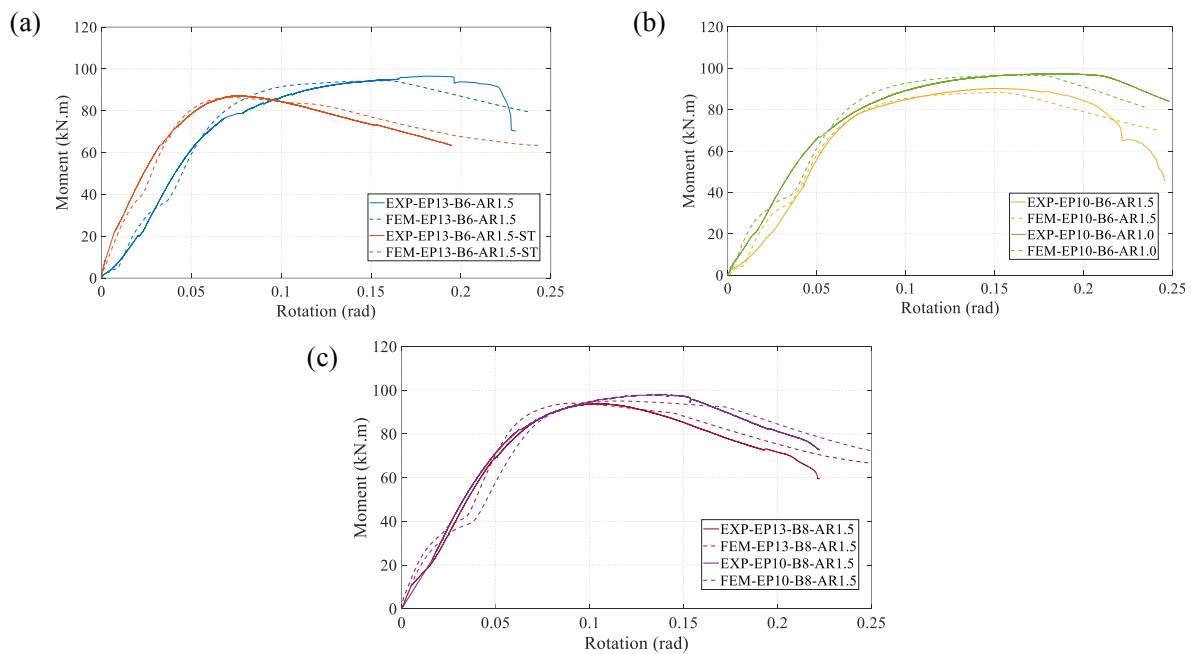 (a)
120
100
80
60
40
20
0
Moment (kN.m)
0
0.05
0.1
0.15
0.2
0.25
Rotation (rad)
EXP-EP13-B6-AR1.5
FEM-EP13-B6-AR1.5
EXP-EP13-B6-AR1.5-ST
FEM-EP13-B6-AR1.5-ST
(b)
120
100
80
60
40
20
0
Moment (kN.m)
0
0.05
0.1
0.15
0.2
0.25
Rotation (rad)
EXP-EP10-B6-AR1.5
FEM-EP10-B6-AR1.5
EXP-EP10-B6-AR1.0
FEM-EP10-B6-AR1.0
(c)
120
100
80
60
40
20
0
Moment (kN.m)
0
0.05
0.1
0.15
0.2
0.25
Rotation (rad)
EXP-EP13-B8-AR1.5
FEM-EP13-B8-AR1.5
EXP-EP10-B8-AR1.5
FEM-EP10-B8-AR1.5